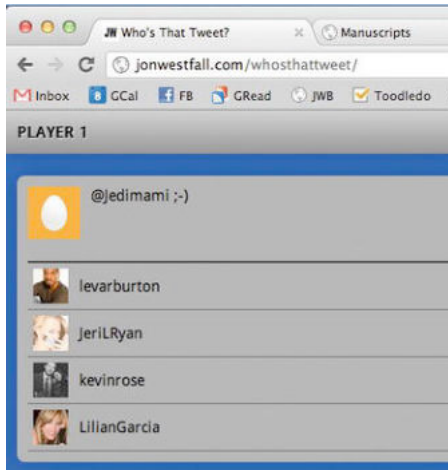 JW Who's That Tweet?
Manuscripts
jonwestfall.com/whosthattweet/
Inbox
8 GCal
FB
GRead
JWB
Toodledo
PLAYER 1
@Jedimami ;-)
levarburton
JeriLRyan
kevinrose
LilianGarcia